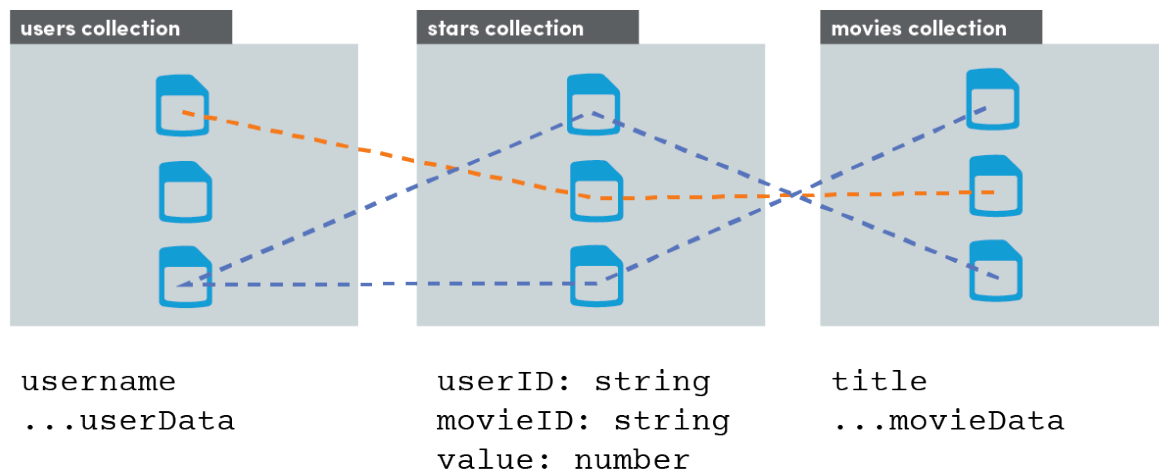 users collection
stars collection
movies collection
username
...userData
userID: string
movieID: string
value: number
title
...movieData